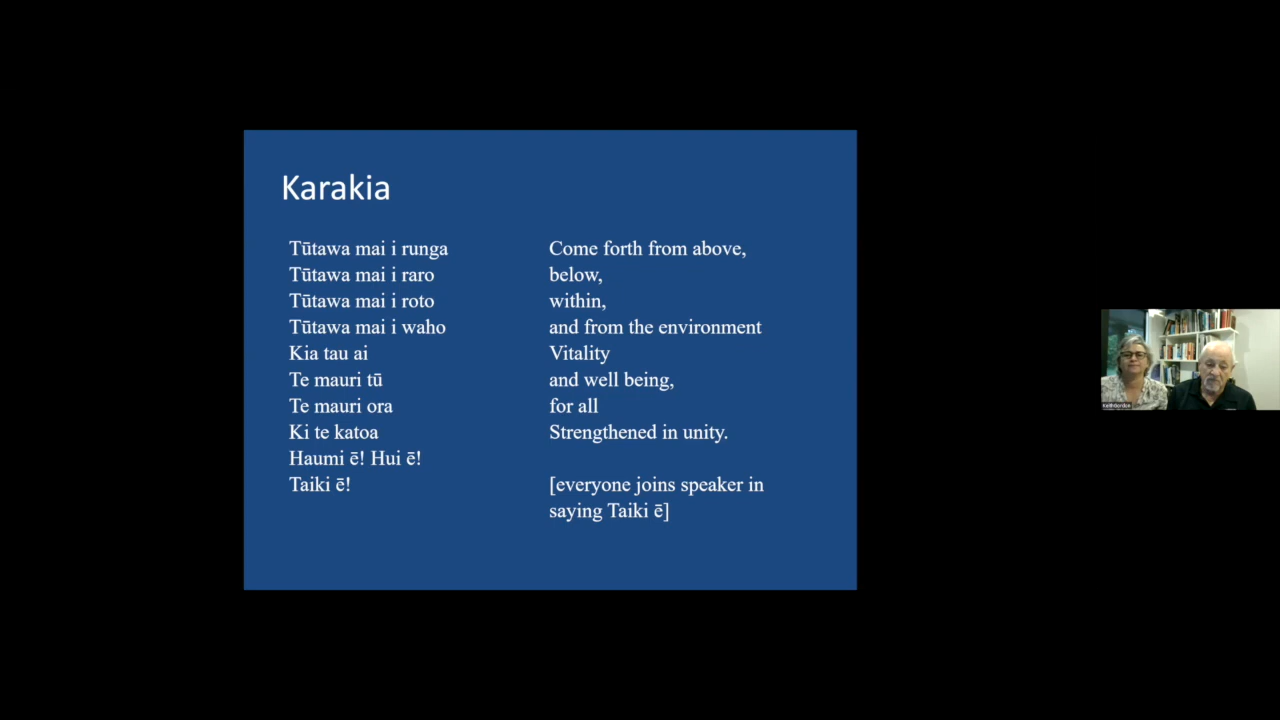 Karakia
Tūtawa mai i runga
Tūtawa mai i raro
Tūtawa mai i roto
Tūtawa mai i waho
Kia tau ai
Te mauri tū
Te mauri ora
Ki te katoa
Haumi ē! Hui ē!
Taiki ē!
Come forth from above,
below,
within,
and from the environment
Vitality
and well being,
for all
Strengthened in unity.
[everyone joins speaker in
saying Taiki ē]